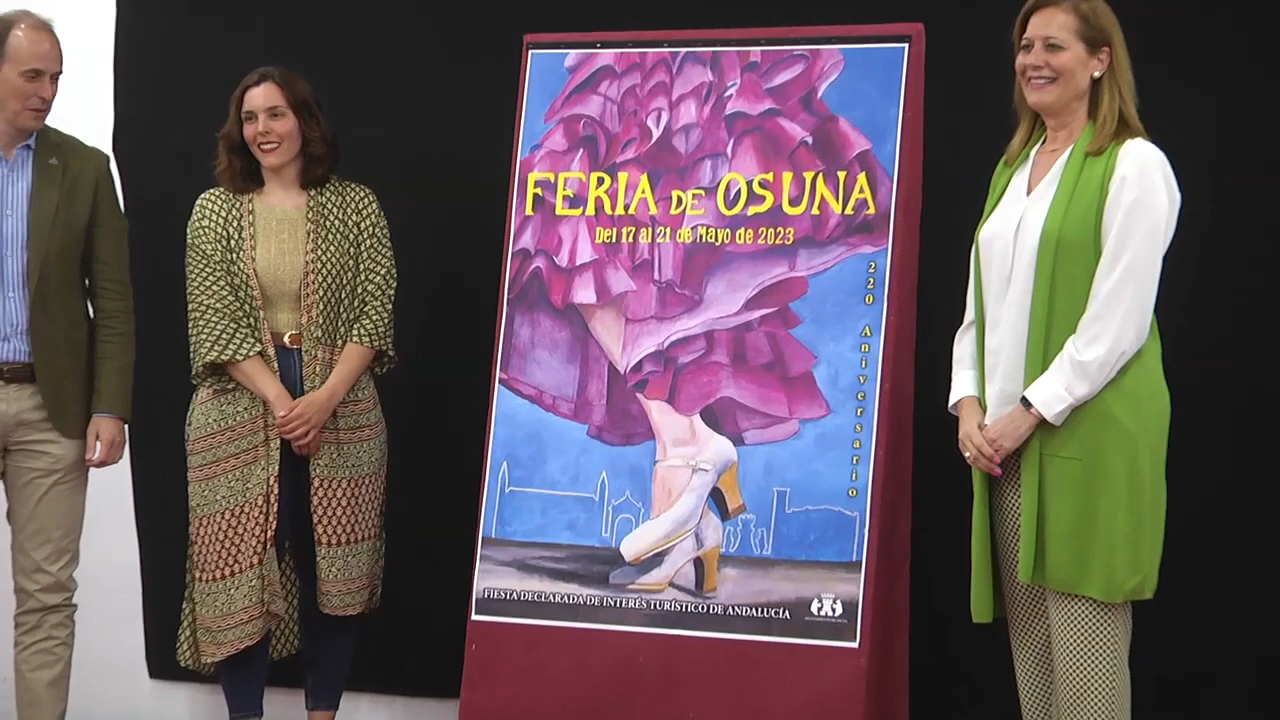 FERIA DE OSUNA
Del 17 al 21 de Mayo de 2023
220 Aniversario
FIESTA DECLARADA DE INTERÉS TURÍSTICO DE ANDALUCÍA